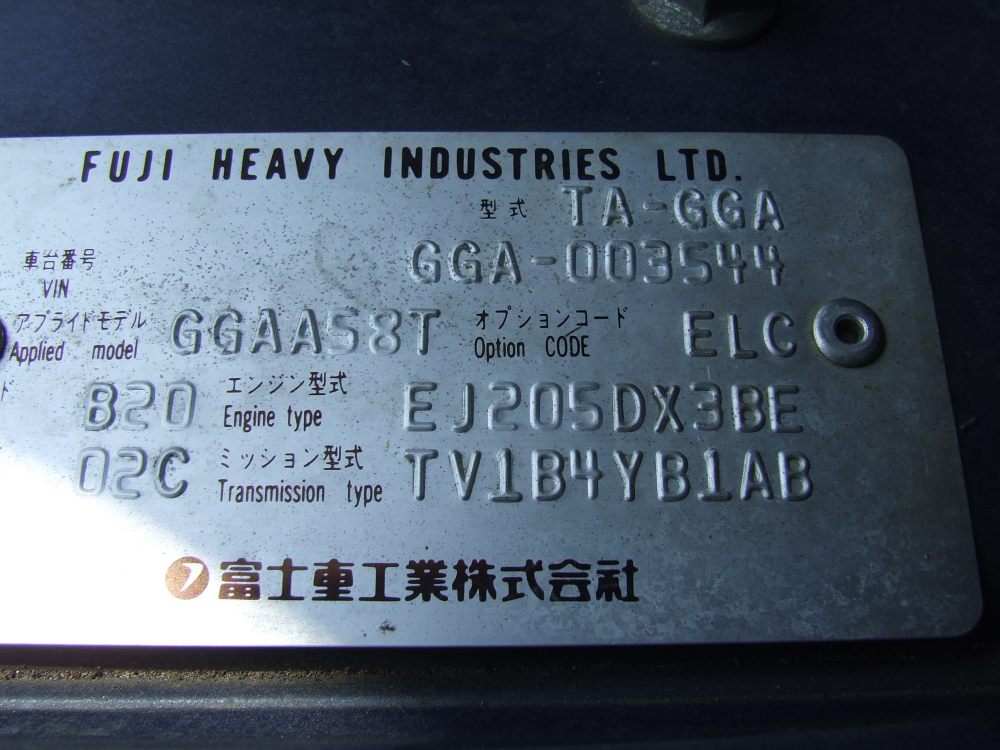 FUJI HEAVY INDUSTRIES LTD.
型式 TA-GGA
車台番号 VIN GGA-003544
アプライドモデル Applied model GGAA58T オプションコード Option CODE ELC
ド B20 エンジン型式 Engine type EJ205DX3BE
02C ミッション型式 Transmission type TV1B4YB1AB
富士重工業株式会社